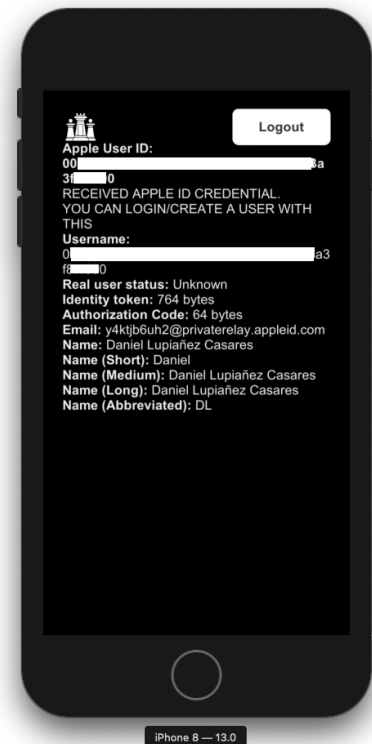 Logout
Apple User ID:
00 3a
3f 0
RECEIVED APPLE ID CREDENTIAL.
YOU CAN LOGIN/CREATE A USER WITH
THIS
Username:
0 a3
f8 0
Real user status: Unknown
Identity token: 764 bytes
Authorization Code: 64 bytes
Email: y4ktjb6uh2@privaterelay.appleid.com
Name: Daniel Lupiañez Casares
Name (Short): Daniel
Name (Medium): Daniel Lupiañez Casares
Name (Long): Daniel Lupiañez Casares
Name (Abbreviated): DL
iPhone 8 — 13.0